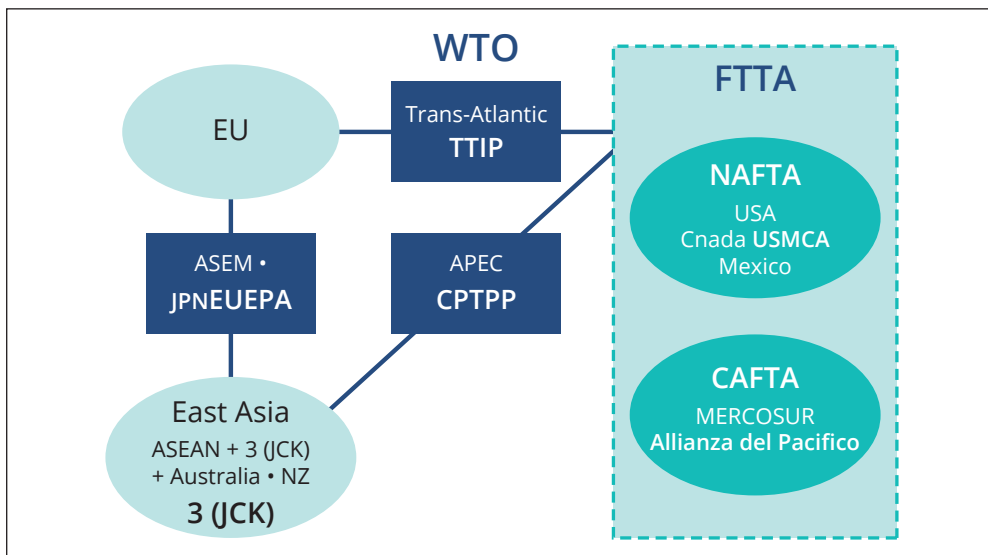 WTO
EU
Trans-Atlantic
TTIP
FTTA
NAFTA
USA
Cnada USMCA
Mexico
ASEM •
JPNEUEPA
APEC
CPTPP
CAFTA
MERCOSUR
Allianza del Pacifico
East Asia
ASEAN + 3 (JCK)
+ Australia • NZ
3 (JCK)